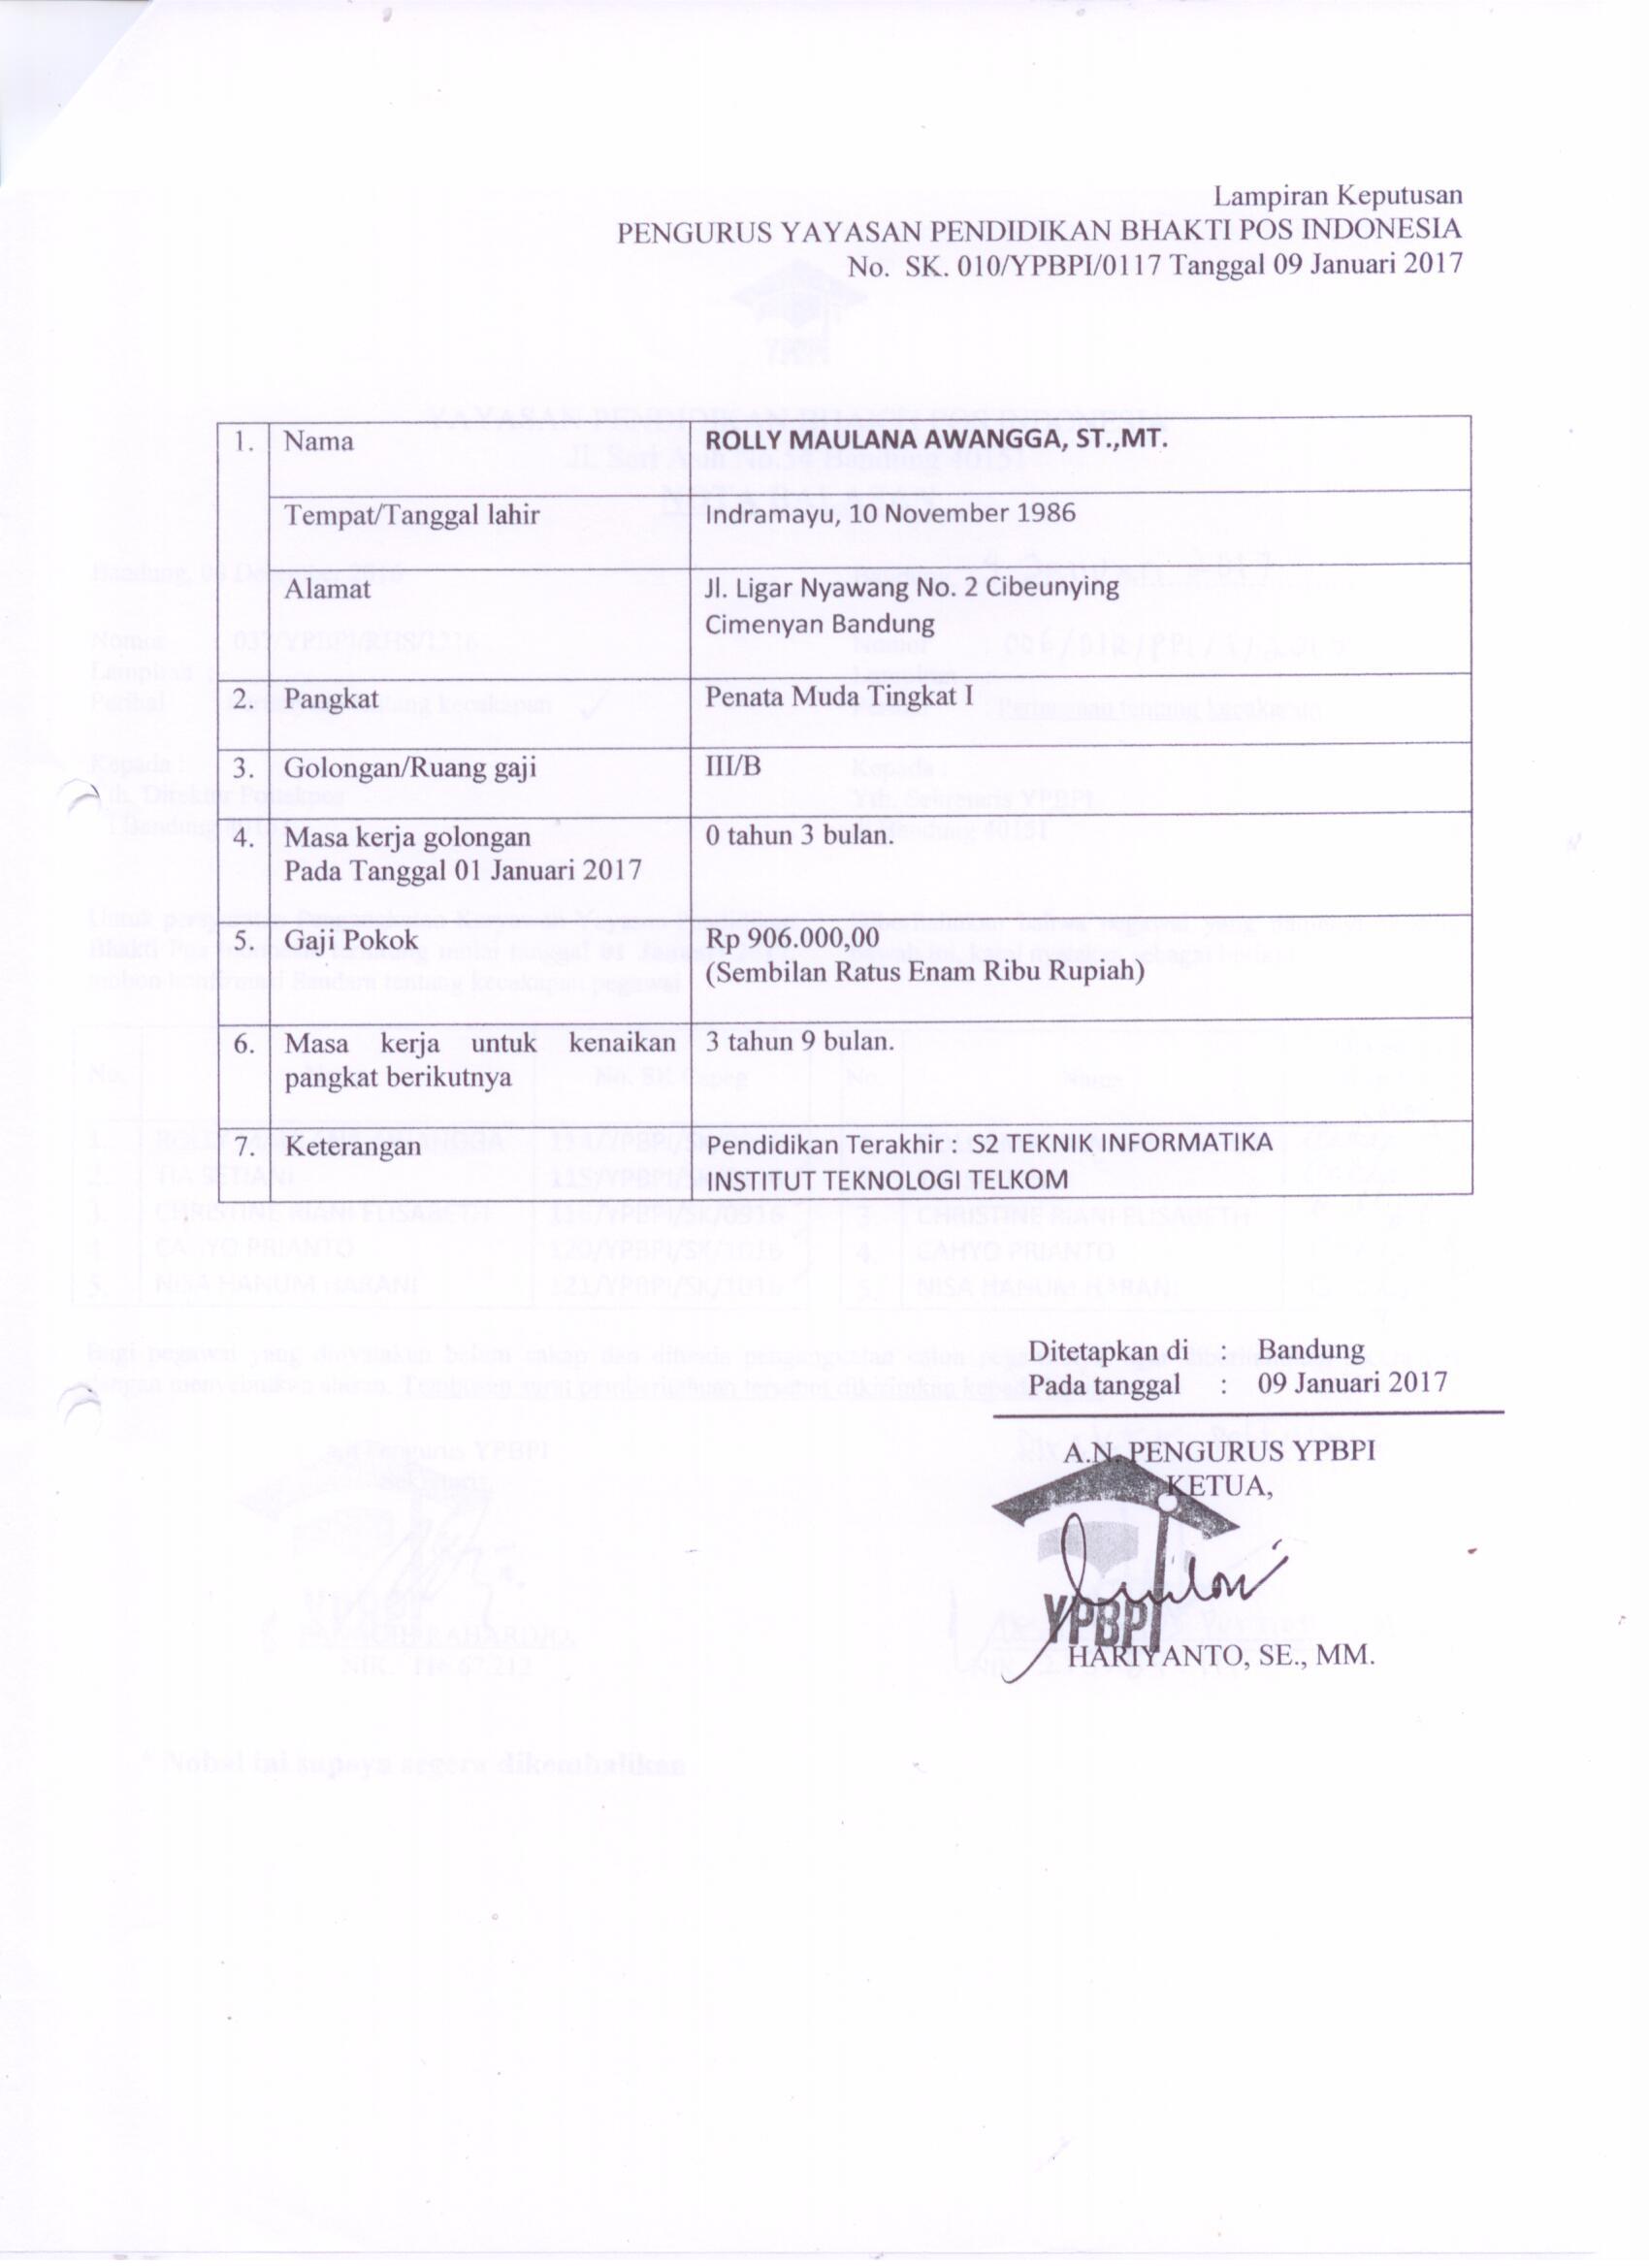 Lampiran Keputusan
PENGURUS YAYASAN PENDIDIKAN BHAKTI POS INDONESIA
No. SK. 010/YPBPI/0117 Tanggal 09 Januari 2017
1. Nama ROLLY MAULANA AWANGGA, ST.,MT.
Tempat/Tanggal lahir Indramayu, 10 November 1986
Alamat Jl. Ligar Nyawang No. 2 Cibeunying
Cimenyan Bandung
2. Pangkat Penata Muda Tingkat I
3. Golongan/Ruang gaji III/B
4. Masa kerja golongan 0 tahun 3 bulan.
Pada Tanggal 01 Januari 2017
5. Gaji Pokok Rp 906.000,00
(Sembilan Ratus Enam Ribu Rupiah)
6. Masa kerja untuk kenaikan 3 tahun 9 bulan.
pangkat berikutnya
7. Keterangan Pendidikan Terakhir : S2 TEKNIK INFORMATIKA
INSTITUT TEKNOLOGI TELKOM
Ditetapkan di : Bandung
Pada tanggal : 09 Januari 2017
A.N. PENGURUS YPBPI
KETUA,
YPBPI
HARIYANTO, SE., MM.